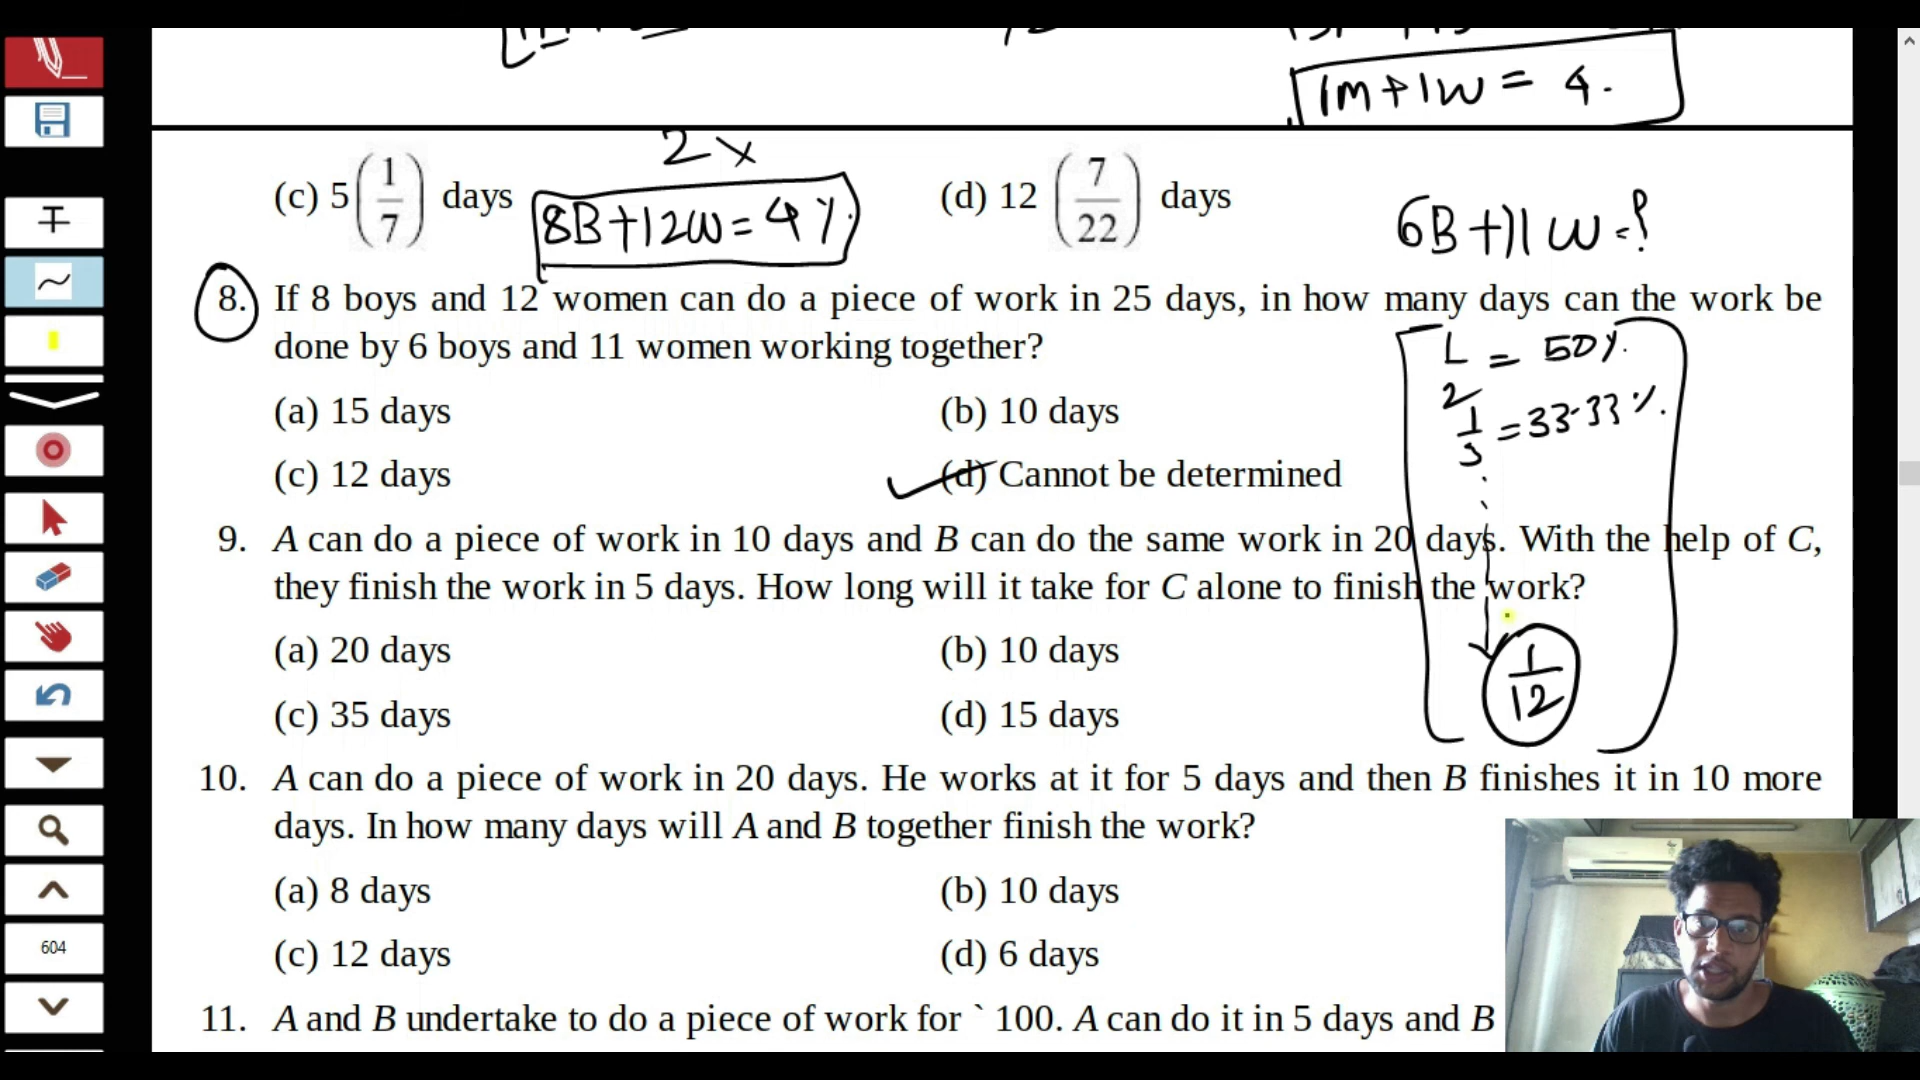 1M+1W = 4.
2x
(c) 5(1/7) days
8B+12W=4%.
(d) 12 (7/22) days
6B+11W=?
8. If 8 boys and 12 women can do a piece of work in 25 days, in how many days can the work be
done by 6 boys and 11 women working together?
1/2 = 50%.
(a) 15 days
(b) 10 days
1/3 = 33.33%.
(c) 12 days
(d) Cannot be determined
9. A can do a piece of work in 10 days and B can do the same work in 20 days. With the help of C,
they finish the work in 5 days. How long will it take for C alone to finish the work?
(a) 20 days
(b) 10 days
1/12
(c) 35 days
(d) 15 days
10. A can do a piece of work in 20 days. He works at it for 5 days and then B finishes it in 10 more
days. In how many days will A and B together finish the work?
(a) 8 days
(b) 10 days
604
(c) 12 days
(d) 6 days
11. A and B undertake to do a piece of work for ` 100. A can do it in 5 days and B